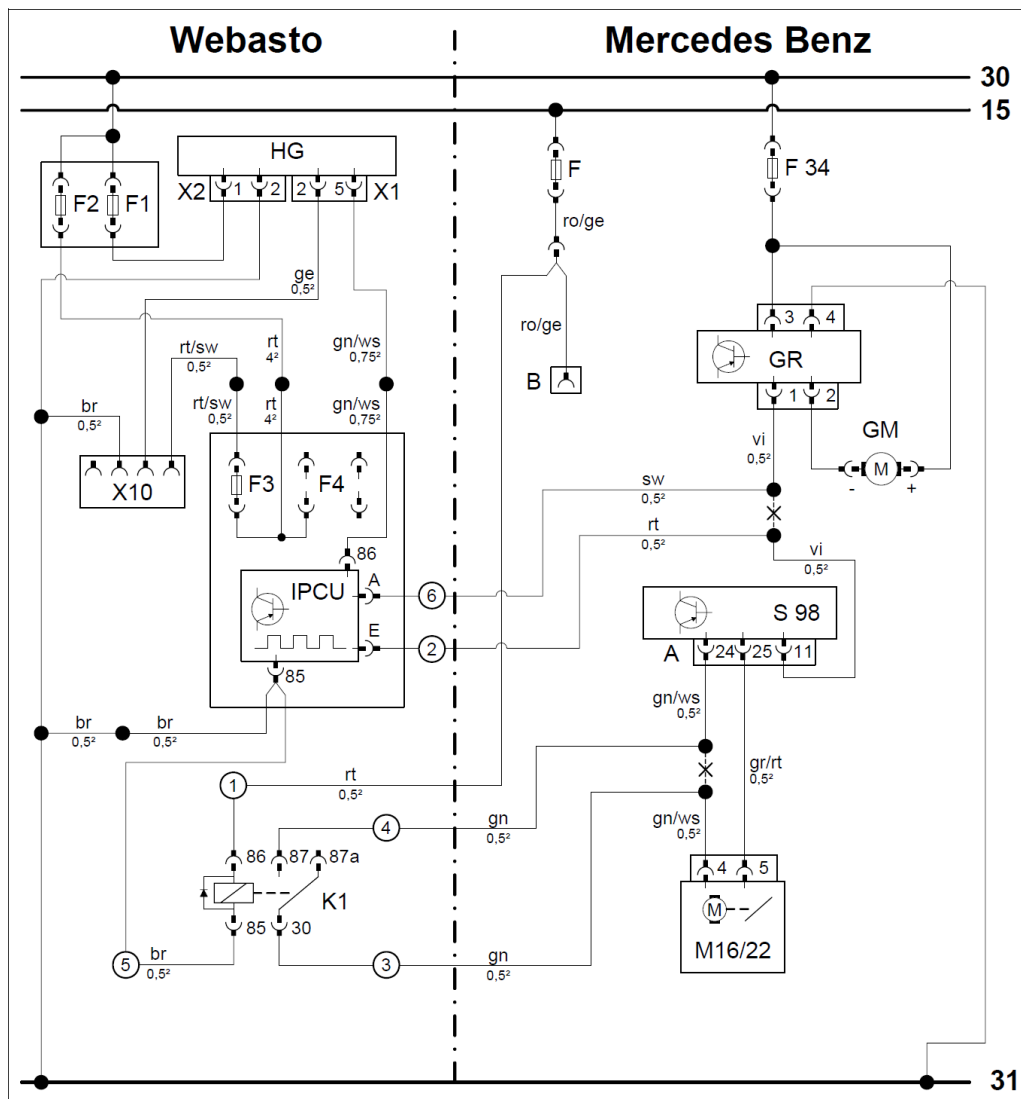 Webasto
Mercedes Benz
30
15
HG
X2 1 2 2 5 X1
F2 F1
F
F 34
ro/ge
ge
0,5²
rt/sw
0,5²
rt
4²
gn/ws
0,75²
ro/ge
3 4
GR
1 2
B
rt/sw
0,5²
rt
4²
gn/ws
0,75²
br
0,5²
X10
F3 F4
vi
0,5²
GM
M
- +
sw
0,5²
rt
0,5²
vi
0,5²
86
IPCU
A
E
85
6
2
S 98
A 24 25 11
gn/ws
0,5²
br
0,5²
br
0,5²
gr/rt
0,5²
1
rt
0,5²
4
gn
0,5²
gn/ws
0,5²
86 87 87a
K1
85 30
4 5
M
M16/22
5
br
0,5²
3
gn
0,5²
31